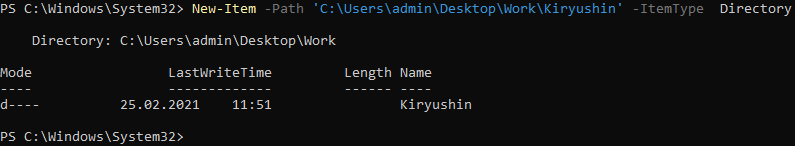 PS C:\Windows\System32> New-Item -Path 'C:\Users\admin\Desktop\Work\Kiryushin' -ItemType  Directory
Directory: C:\Users\admin\Desktop\Work
Mode                 LastWriteTime         Length Name
----                 -------------         ------ ----
d----          25.02.2021    11:51                Kiryushin
PS C:\Windows\System32>